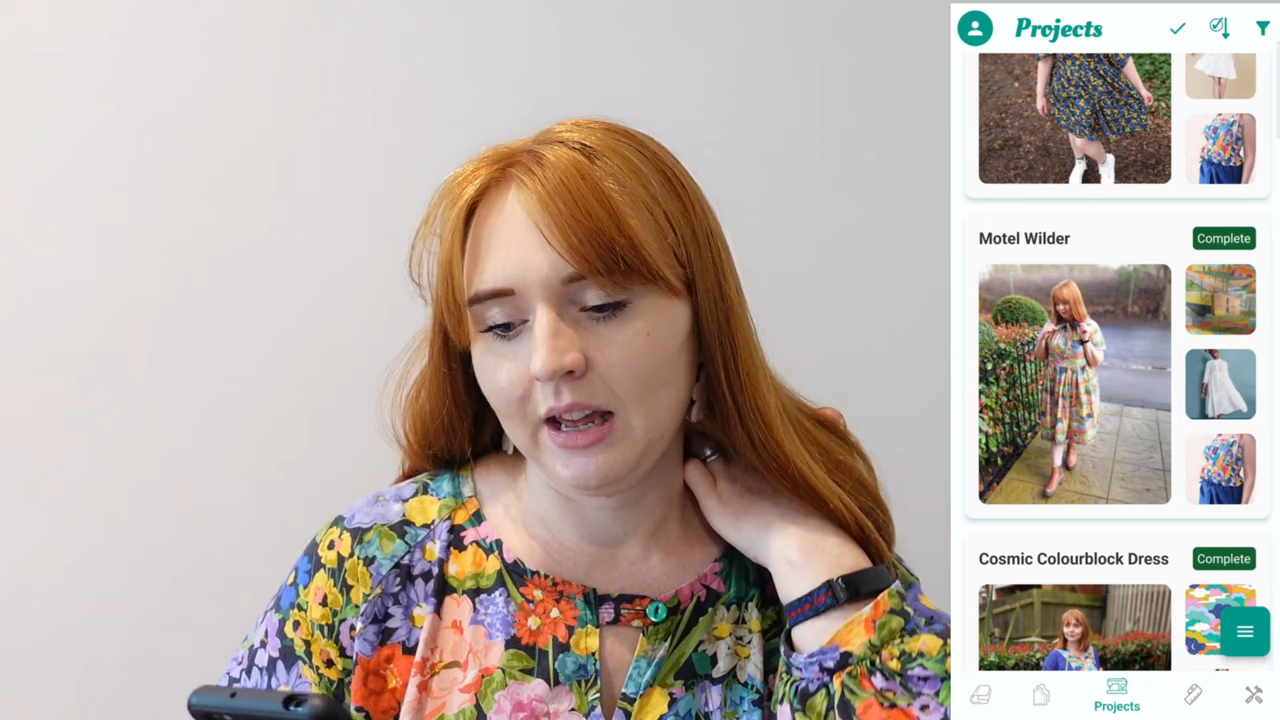 Projects
Motel Wilder
Complete
Cosmic Colourblock Dress
Complete
Projects